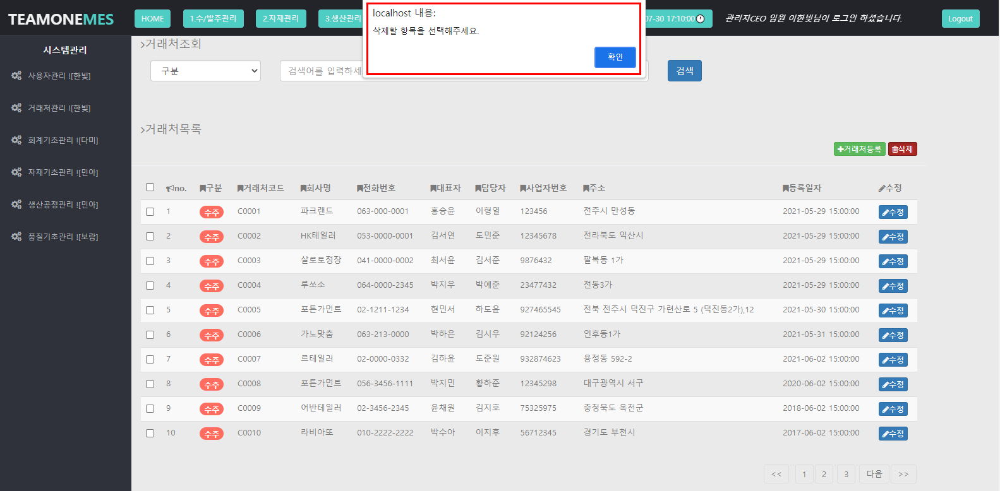 TEAMONEMES
HOME
1.수/발주관리
2.자재관리
3.생산관리
07-30 17:10:00
관리자CEO 임원 이한빛님이 로그인 하셨습니다.
Logout
localhost 내용:
삭제할 항목을 선택해주세요.
확인
시스템관리
사용자관리 ![한빛]
거래처관리 ![한빛]
회계기초관리 ![다미]
자재기초관리 ![민아]
생산공정관리 ![민아]
품질기초관리 ![보람]
>거래처조회
구분
검색어를 입력하세
검색
>거래처목록
+거래처등록 삭제
no. 구분 거래처코드 회사명 전화번호 대표자 담당자 사업자번호 주소 등록일자 수정
1 수주 C0001 파크랜드 063-000-0001 홍승윤 이형열 123456 전주시 만성동 2021-05-29 15:00:00 수정
2 수주 C0002 HK테일러 053-0000-0001 김서연 도민준 12345678 전라북도 익산시 2021-05-29 15:00:00 수정
3 수주 C0003 살로토정장 041-0000-0002 최서윤 김서준 9876432 팔복동 1가 2021-05-29 15:00:00 수정
4 수주 C0004 루쏘소 064-0000-2345 박지우 박예준 23477432 전동3가 2021-05-29 15:00:00 수정
5 수주 C0005 포튼가먼트 02-1211-1234 현민서 하도윤 927465545 전북 전주시 덕진구 가련산로 5 (덕진동2가),12 2021-05-30 15:00:00 수정
6 수주 C0006 가노맞춤 063-213-0000 박하은 김시우 92124256 인후동1가 2021-05-31 15:00:00 수정
7 수주 C0007 르테일러 02-0000-0332 김하윤 도준원 932874623 용정동 592-2 2021-06-02 15:00:00 수정
8 수주 C0008 포튼가먼트 056-3456-1111 박지민 황하준 12345298 대구광역시 서구 2020-06-02 15:00:00 수정
9 수주 C0009 어반테일러 02-3456-2345 윤채원 김지호 75325975 충청북도 옥천군 2018-06-02 15:00:00 수정
10 수주 C0010 라비아또 010-2222-2222 박수아 이지후 56712345 경기도 부천시 2017-06-02 15:00:00 수정
<< 1 2 3 다음 >>